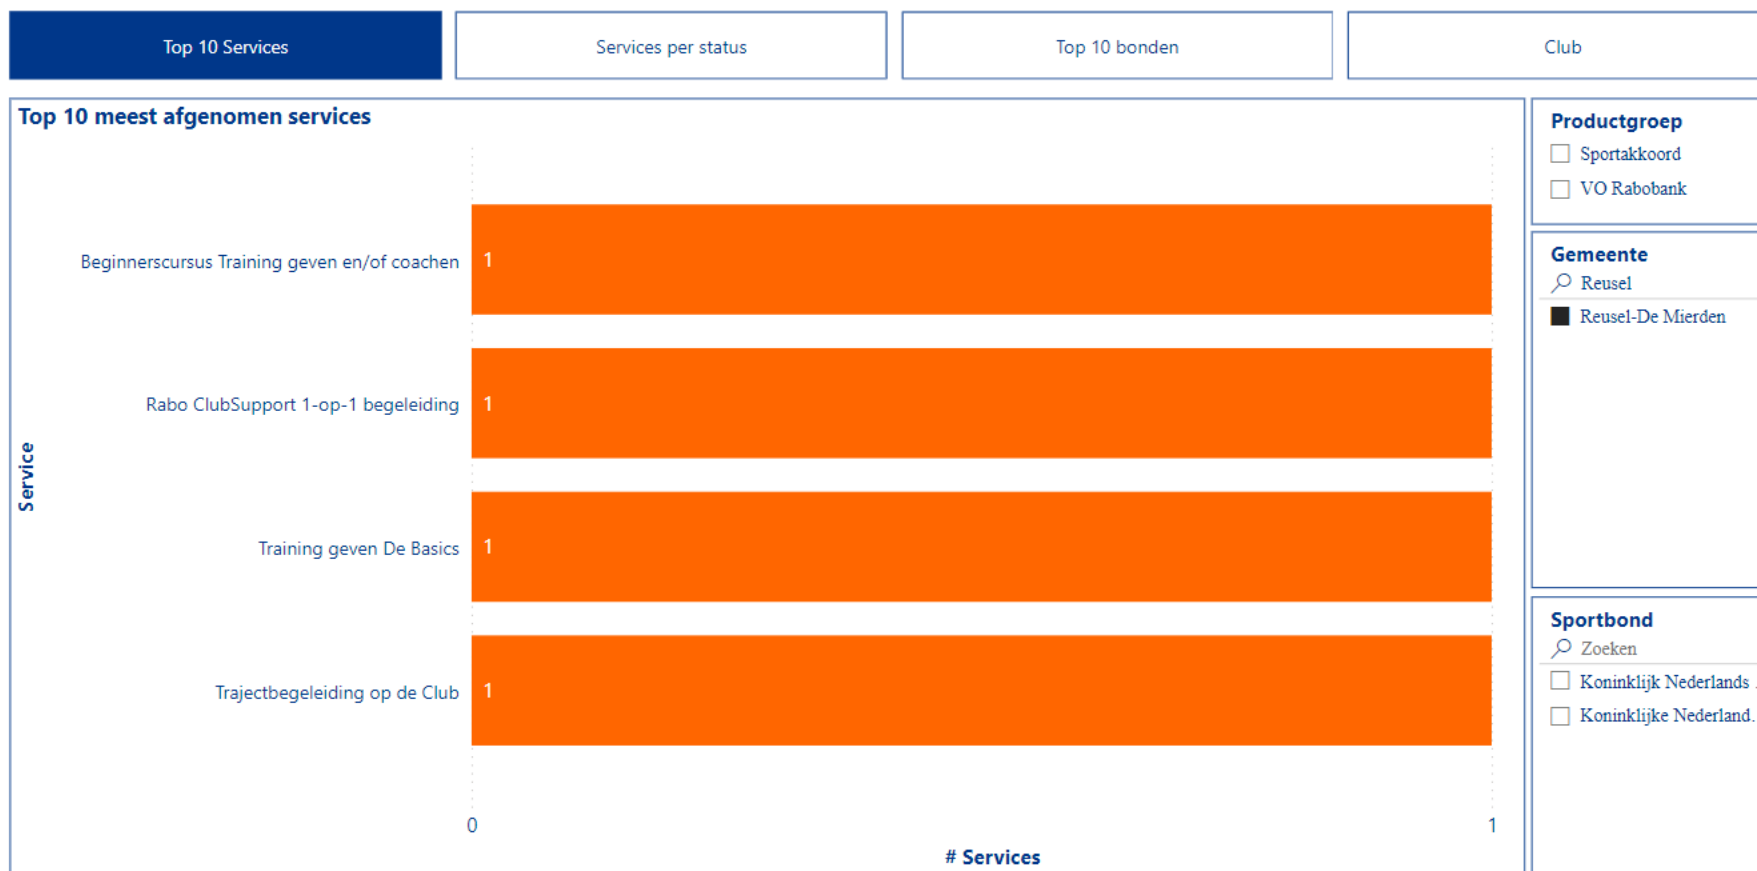 Top 10 Services
Services per status
Top 10 bonden
Club
Top 10 meest afgenomen services
Service
Beginnerscursus Training geven en/of coachen
1
Rabo ClubSupport 1-op-1 begeleiding
1
Training geven De Basics
1
Trajectbegeleiding op de Club
1
0
1
# Services
Productgroep
Sportakkoord
VO Rabobank
Gemeente
Reusel
Reusel-De Mierden
Sportbond
Zoeken
Koninklijk Nederlands .
Koninklijke Nederland.